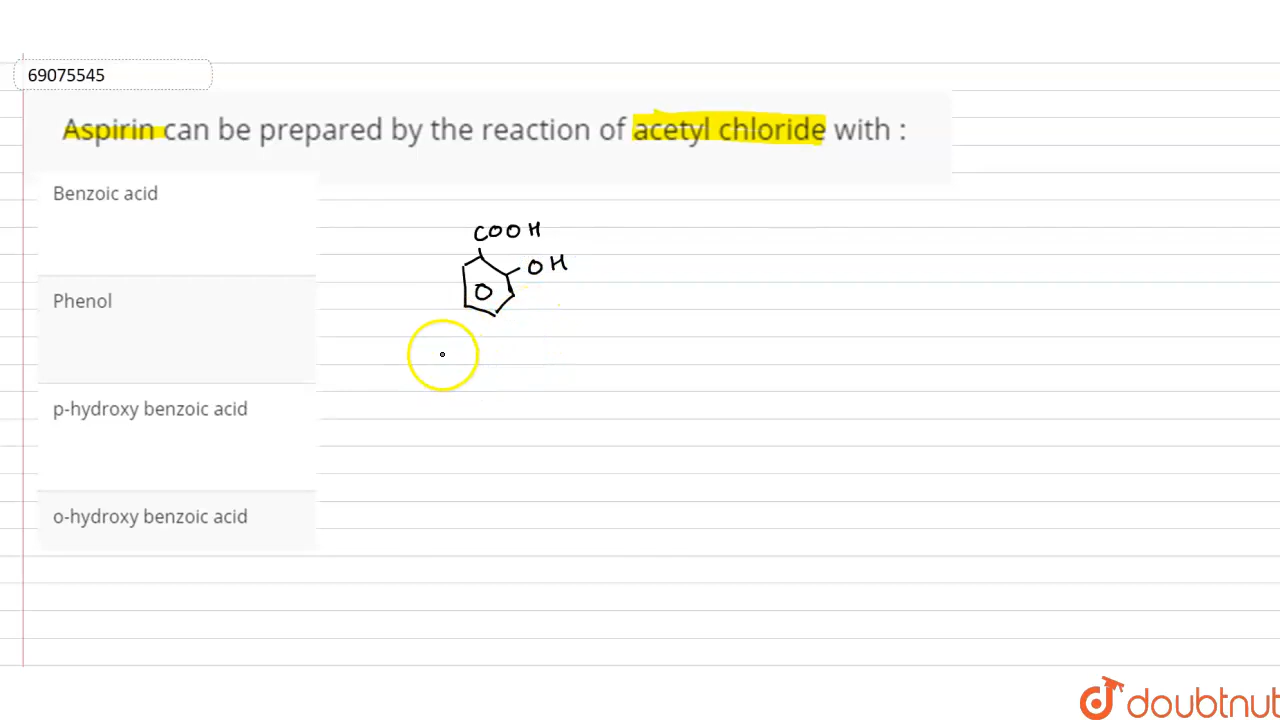 69075545
Aspirin can be prepared by the reaction of acetyl chloride with :
Benzoic acid
COOH
OH
Phenol
p-hydroxy benzoic acid
o-hydroxy benzoic acid
doubtnut